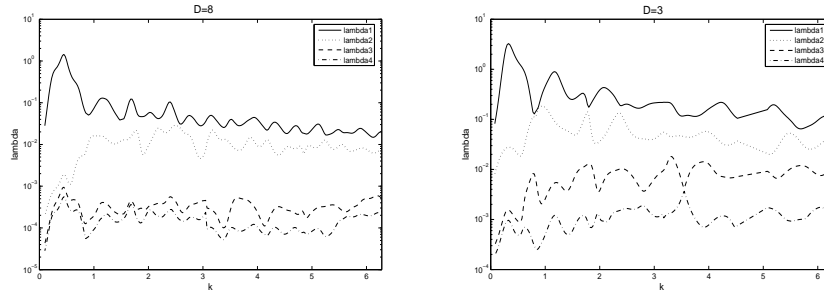 D=8
lambda1
lambda2
lambda3
lambda4
lambda
10^1
10^0
10^-1
10^-2
10^-3
10^-4
10^-5
0 1 2 3 4 5 6
k
D=3
lambda1
lambda2
lambda3
lambda4
lambda
10^1
10^0
10^-1
10^-2
10^-3
10^-4
0 1 2 3 4 5 6
k